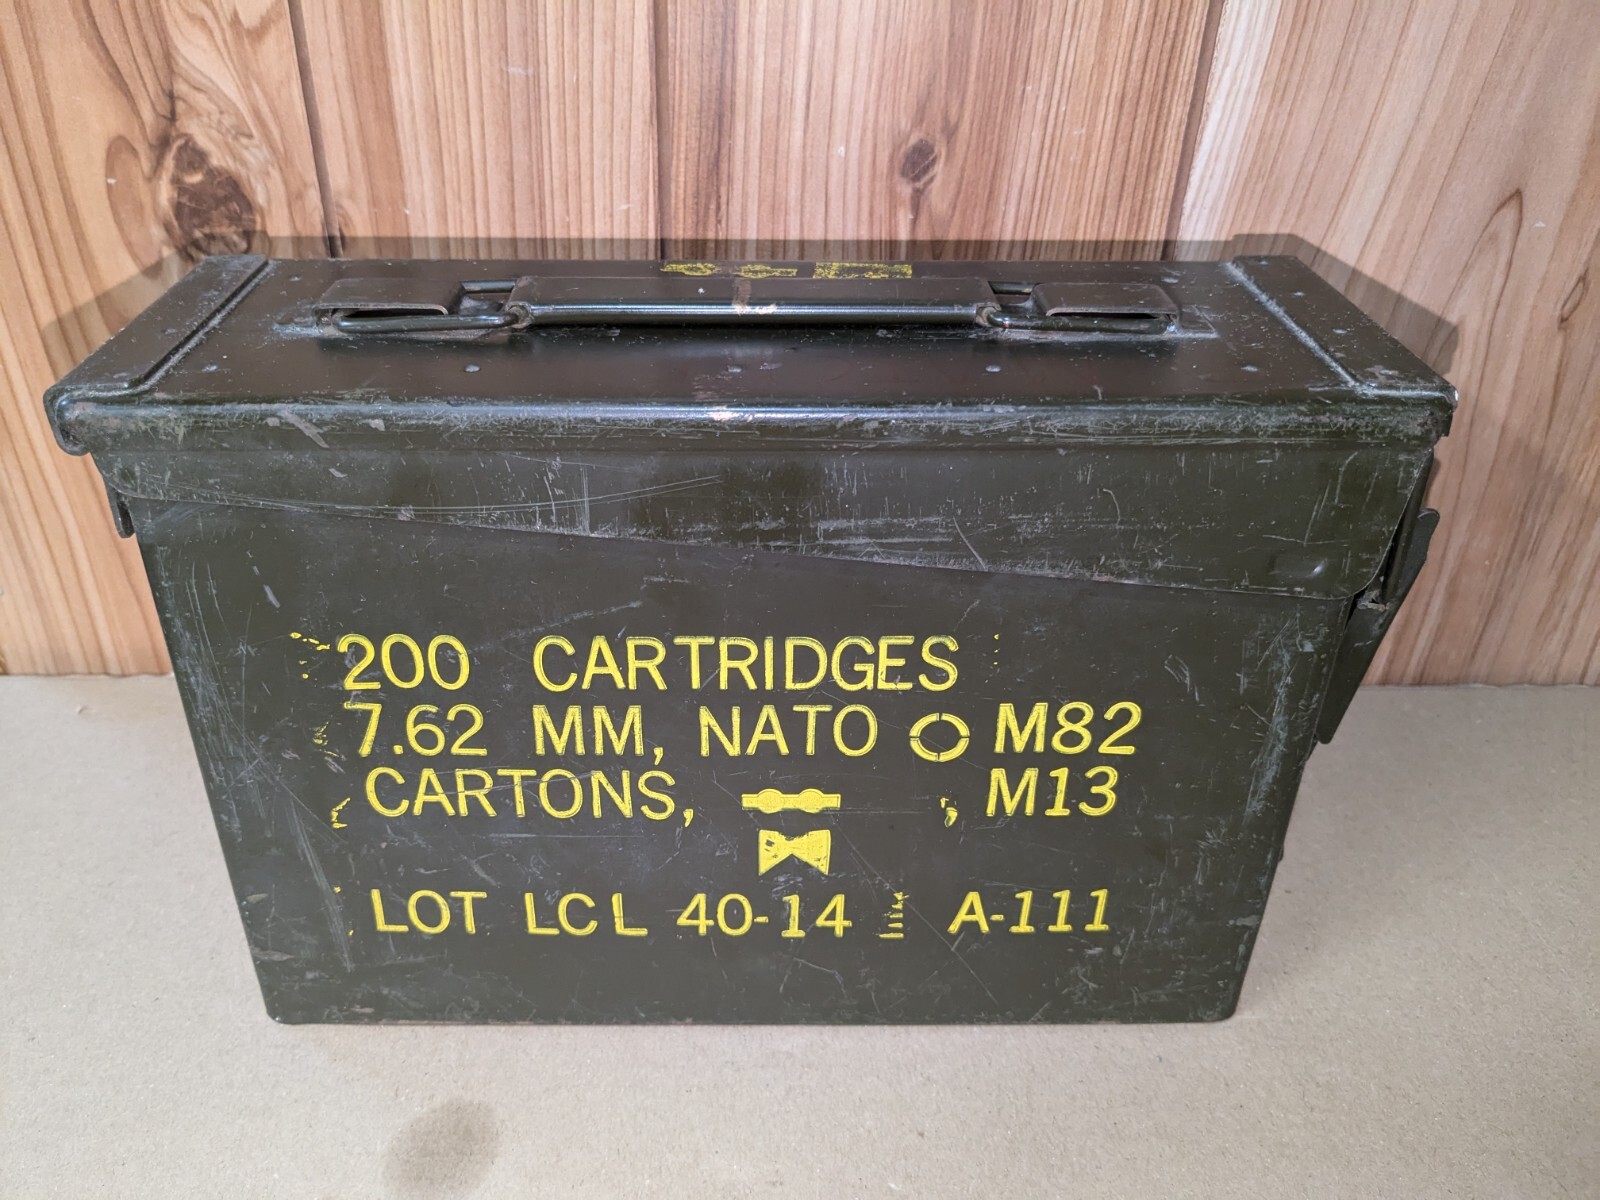 200 CARTRIDGES
7.62 MM, NATO M82
CARTONS, , M13
LOT LCL 40-14 A-111